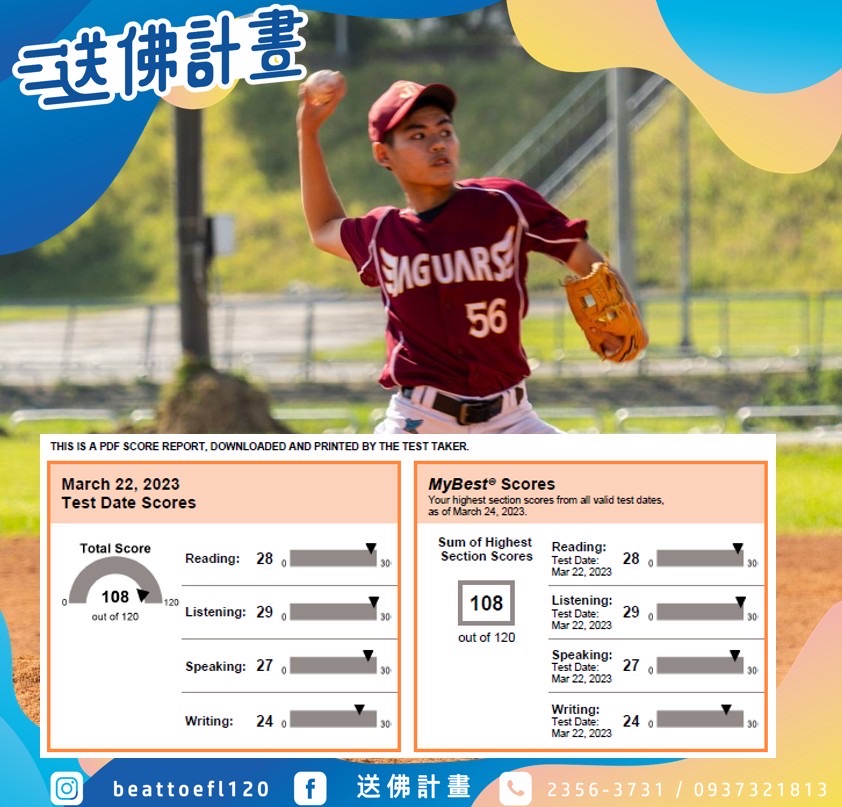 送佛計畫
JAGUARS
56
THIS IS A PDF SCORE REPORT, DOWNLOADED AND PRINTED BY THE TEST TAKER.
March 22, 2023
Test Date Scores
Total Score
0
108
120
out of 120
Reading: 28 0 30
Listening: 29 0 30
Speaking: 27 0 30
Writing: 24 0 30
MyBest® Scores
Your highest section scores from all valid test dates,
as of March 24, 2023.
Sum of Highest
Section Scores
108
out of 120
Reading: 28 0 30
Test Date:
Mar 22, 2023
Listening: 29 0 30
Test Date:
Mar 22, 2023
Speaking: 27 0 30
Test Date:
Mar 22, 2023
Writing: 24 0 30
Test Date:
Mar 22, 2023
beattoefl120 送佛計畫 2356-3731 / 0937321813